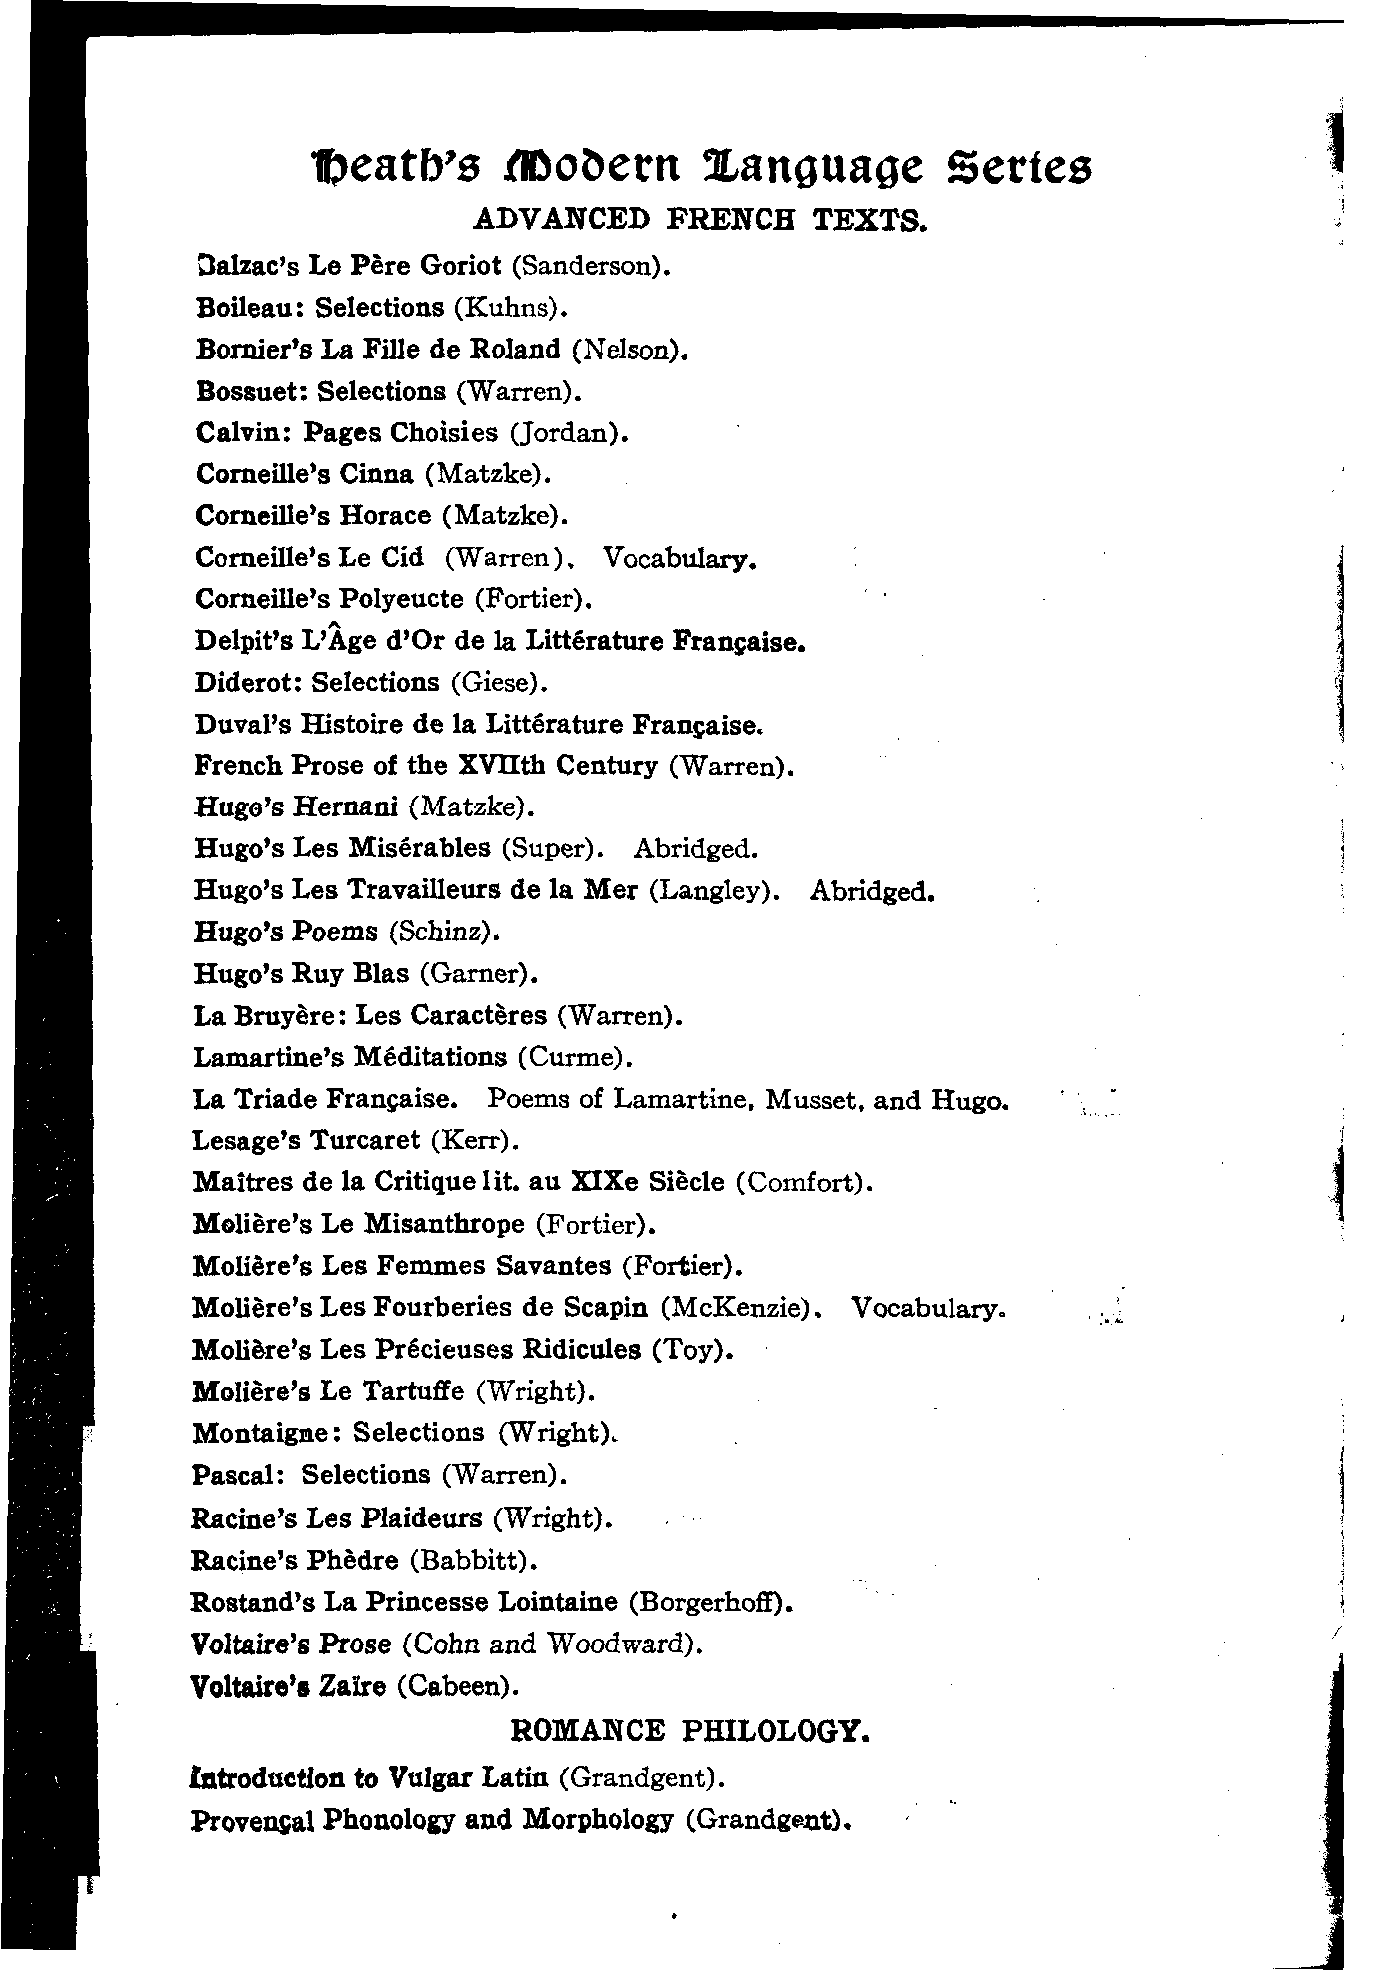 Heath's Modern Language Series
ADVANCED FRENCH TEXTS.
Balzac's Le Père Goriot (Sanderson).
Boileau: Selections (Kuhns).
Bornier's La Fille de Roland (Nelson).
Bossuet: Selections (Warren).
Calvin: Pages Choisies (Jordan).
Corneille's Cinna (Matzke).
Corneille's Horace (Matzke).
Corneille's Le Cid (Warren). Vocabulary.
Corneille's Polyeucte (Fortier).
Delpit's L'Âge d'Or de la Littérature Française.
Diderot: Selections (Giese).
Duval's Histoire de la Littérature Française.
French Prose of the XVIIth Century (Warren).
Hugo's Hernani (Matzke).
Hugo's Les Misérables (Super). Abridged.
Hugo's Les Travailleurs de la Mer (Langley). Abridged.
Hugo's Poems (Schinz).
Hugo's Ruy Blas (Garner).
La Bruyère: Les Caractères (Warren).
Lamartine's Méditations (Curme).
La Triade Française. Poems of Lamartine, Musset, and Hugo.
Lesage's Turcaret (Kerr).
Maîtres de la Critique lit. au XIXe Siècle (Comfort).
Molière's Le Misanthrope (Fortier).
Molière's Les Femmes Savantes (Fortier).
Molière's Les Fourberies de Scapin (McKenzie). Vocabulary.
Molière's Les Précieuses Ridicules (Toy).
Molière's Le Tartuffe (Wright).
Montaigne: Selections (Wright).
Pascal: Selections (Warren).
Racine's Les Plaideurs (Wright).
Racine's Phèdre (Babbitt).
Rostand's La Princesse Lointaine (Borgerhoff).
Voltaire's Prose (Cohn and Woodward).
Voltaire's Zaïre (Cabeen).
ROMANCE PHILOLOGY.
Introduction to Vulgar Latin (Grandgent).
Provençal Phonology and Morphology (Grandgent).